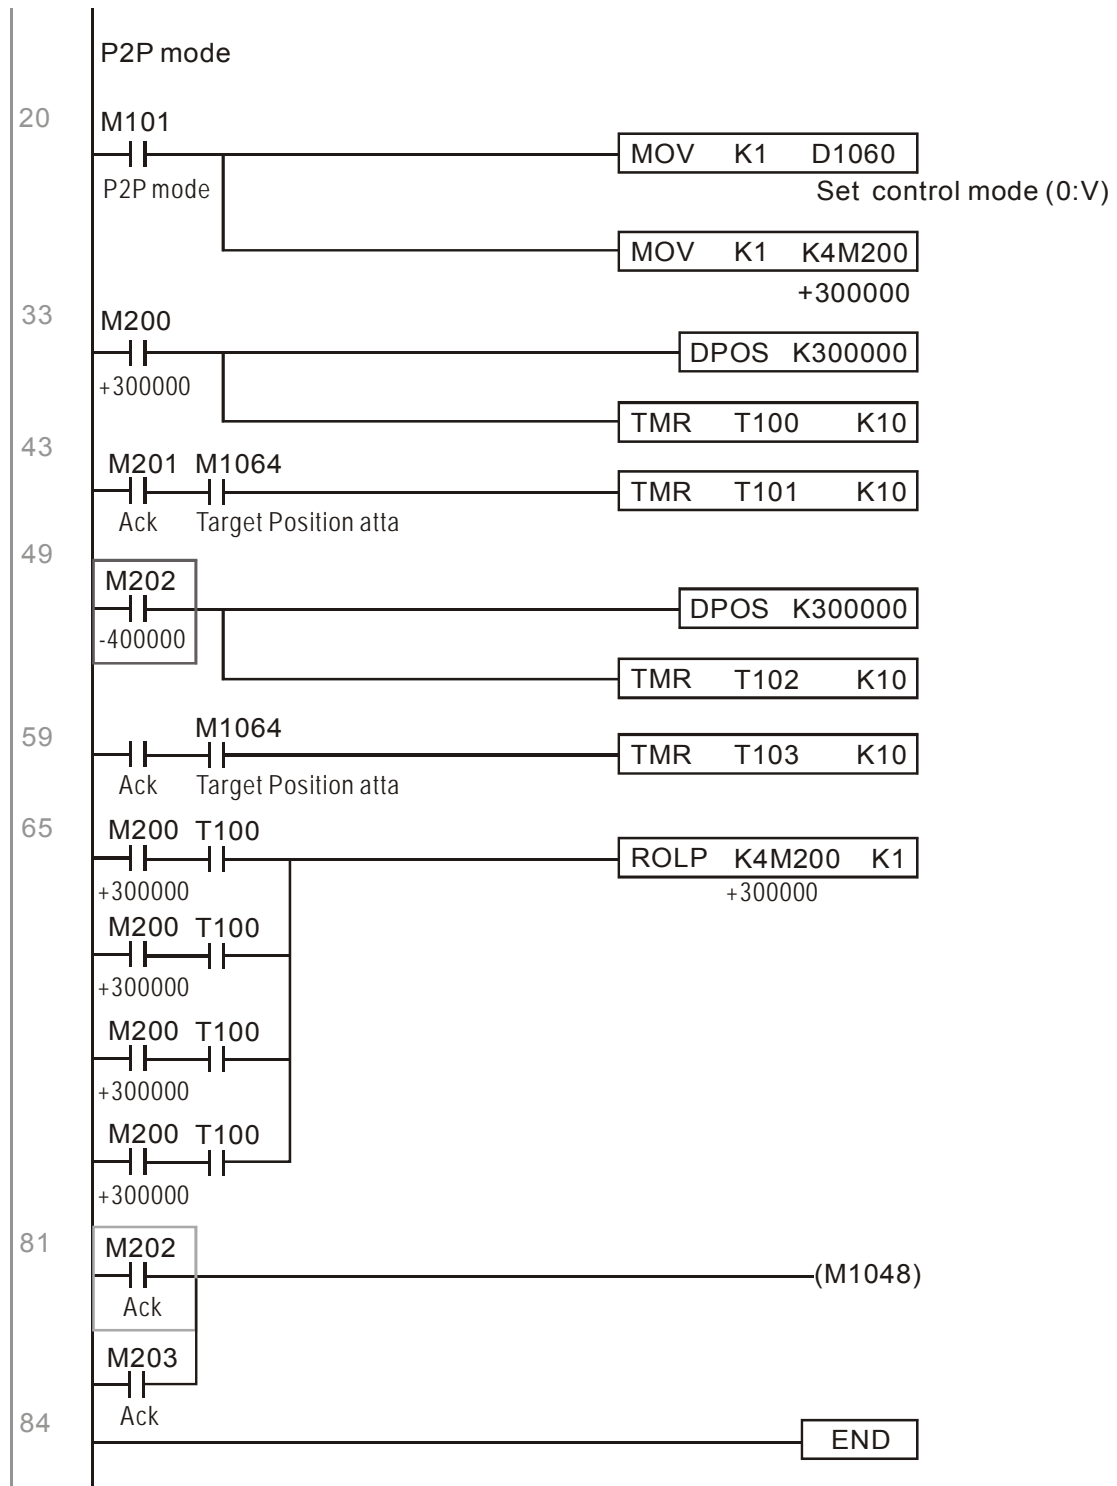 P2P mode
20
M101
MOV K1 D1060
P2P mode
Set control mode (0:V)
MOV K1 K4M200
+300000
33
M200
DPOS K300000
+300000
TMR T100 K10
43
M201 M1064
TMR T101 K10
Ack Target Position atta
49
M202
DPOS K300000
-400000
TMR T102 K10
59
M1064
TMR T103 K10
Ack Target Position atta
65
M200 T100
ROLP K4M200 K1
+300000
+300000
M200 T100
+300000
M200 T100
+300000
M200 T100
+300000
81
M202
(M1048)
Ack
M203
Ack
84
END